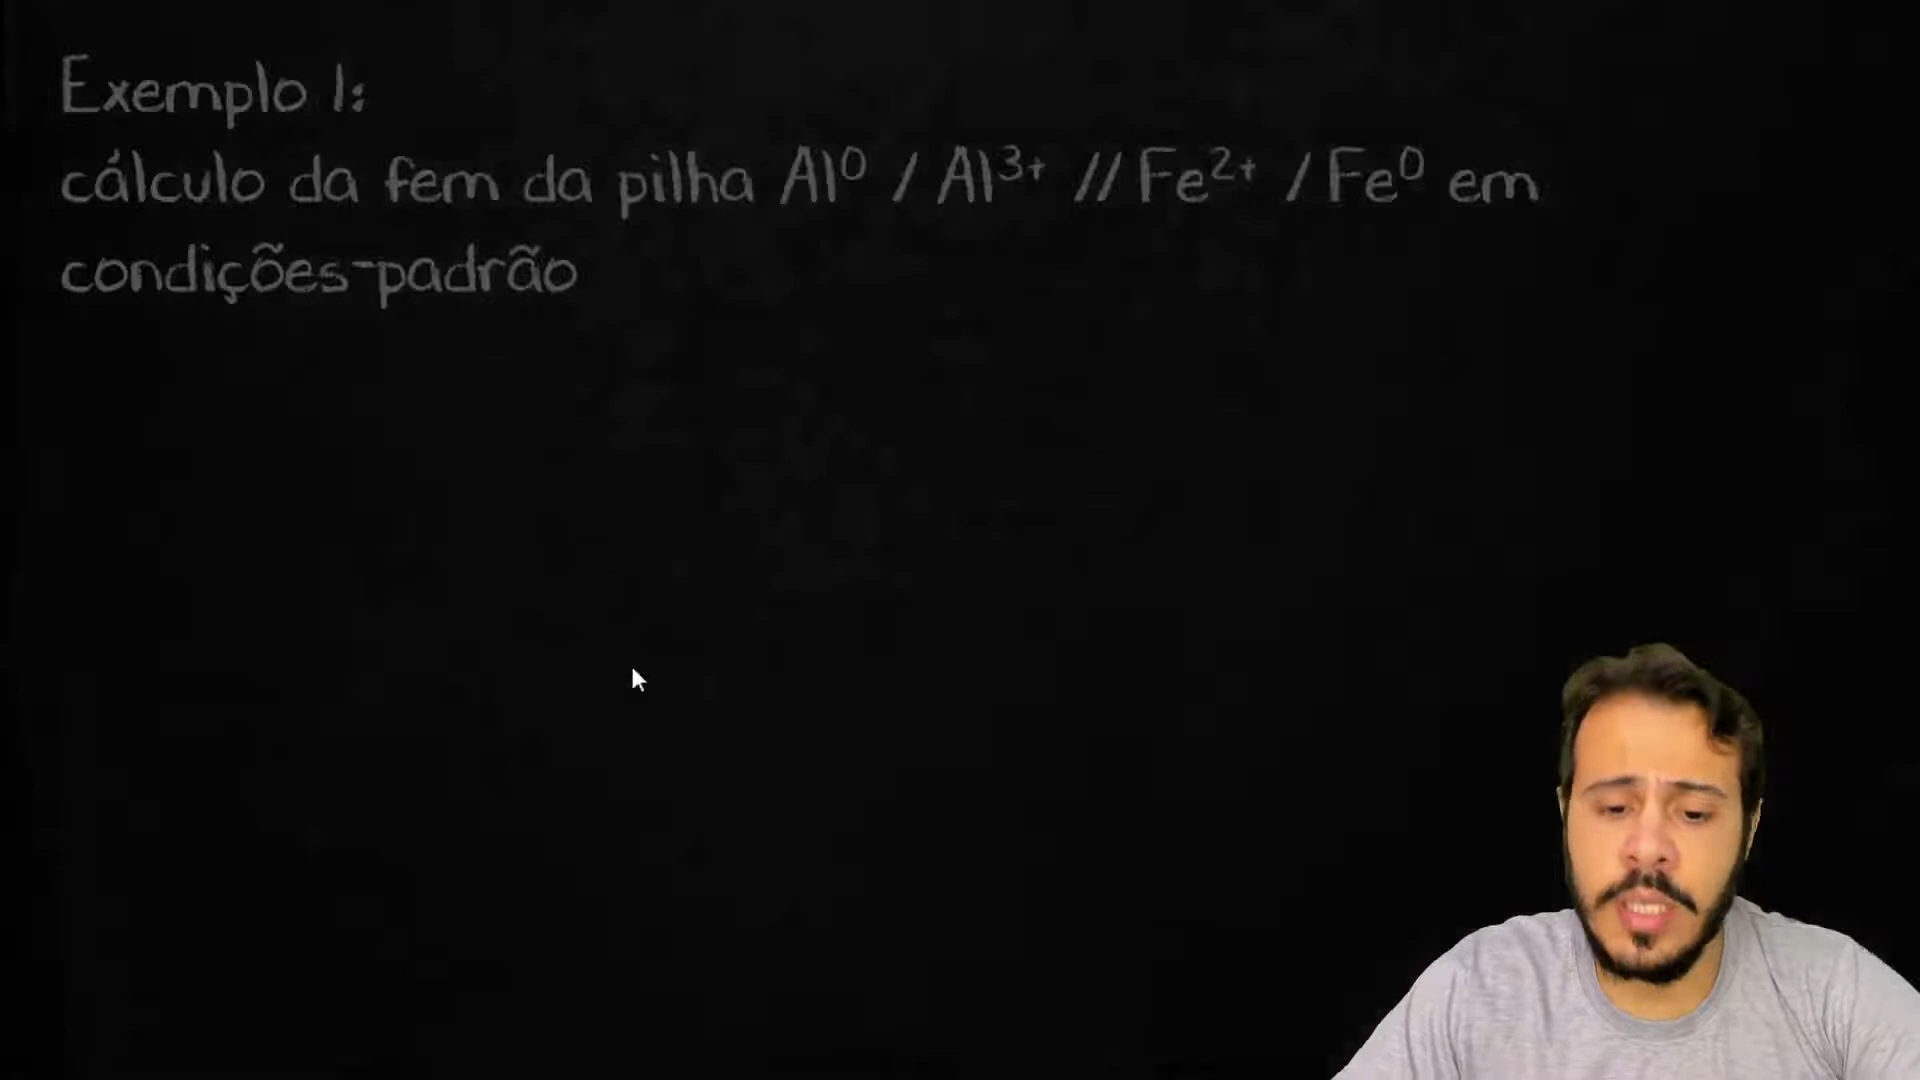 Exemplo 1:
cálculo da fem da pilha Al⁰ / Al³⁺ // Fe²⁺ / Fe⁰ em
condições-padrão